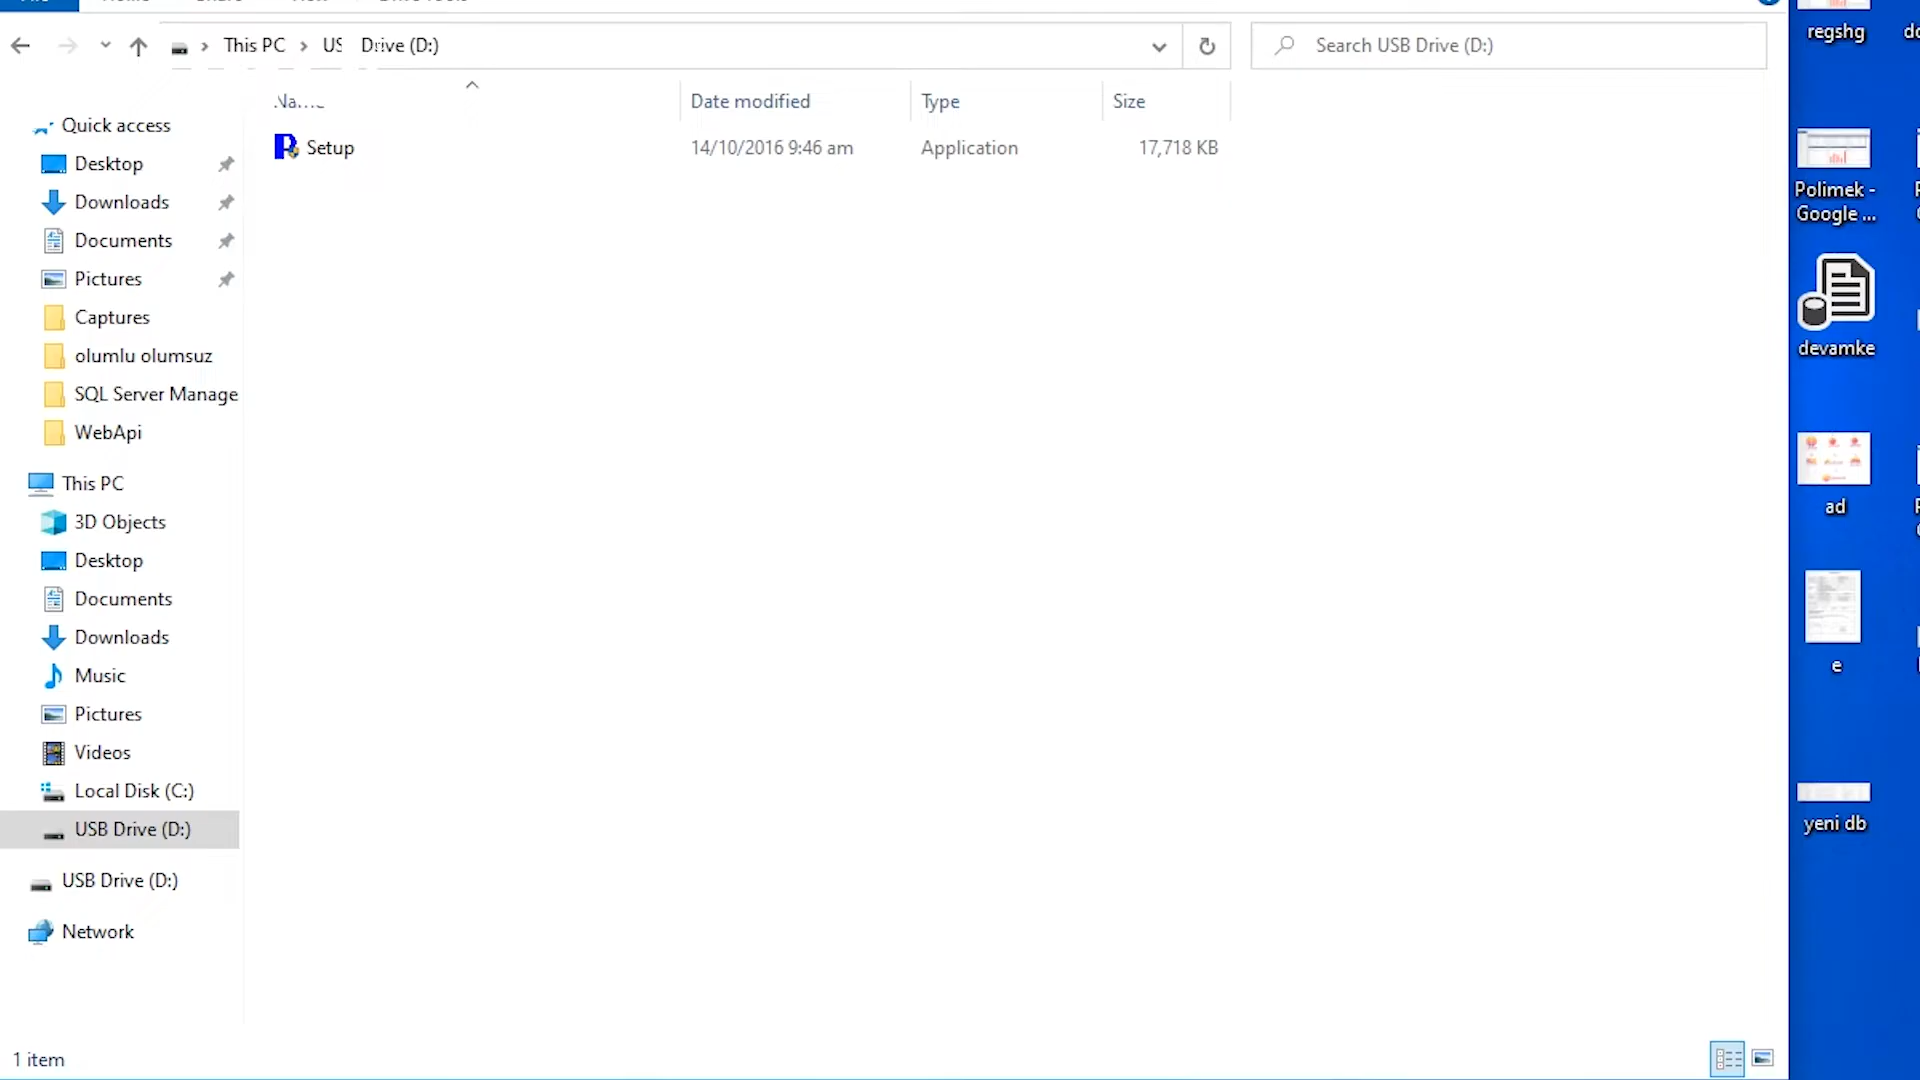 This PC > US Drive (D:)
Search USB Drive (D:)
Date modified
Type
Size
Setup
14/10/2016 9:46 am
Application
17,718 KB
Quick access
Desktop
Downloads
Documents
Pictures
Captures
olumlu olumsuz
SQL Server Manage
WebApi
This PC
3D Objects
Desktop
Documents
Downloads
Music
Pictures
Videos
Local Disk (C:)
USB Drive (D:)
USB Drive (D:)
Network
1 item
regshg
Polimek -
Google ...
devamke
ad
e
yeni db